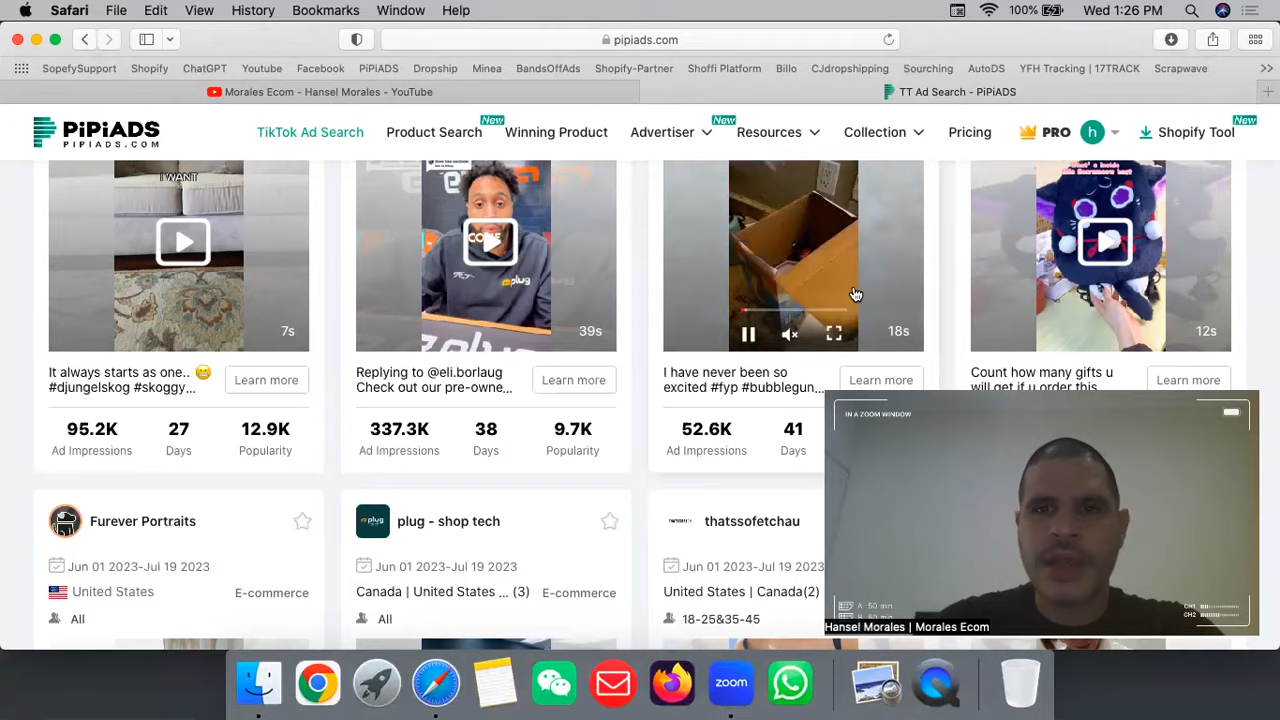 Safari File Edit View History Bookmarks Window Help 100% Wed 1:26 PM
pipiads.com
SopefySupport Shopify ChatGPT Youtube Facebook PiPiADS Dropship Minea BandsOffAds Shopify-Partner Shoffi Platform Billo CJdropshipping Sourching AutoDS YFH Tracking | 17TRACK Scrapwave >>
Morales Ecom - Hansel Morales - YouTube TT Ad Search - PiPiADS
PiPiADS
PIPIADS.COM
TikTok Ad Search Product Search New Winning Product Advertiser New Resources Collection Pricing PRO h Shopify Tool New
I WANT
7s
39s
18s
12s
It always starts as one.. 😁
#djungelskog #skoggy...
Learn more
Replying to @eli.borlaug
Check out our pre-owne...
Learn more
I have never been so
excited #fyp #bubblegun...
Learn more
Count how many gifts u
will get if u order this
Learn more
95.2K 27 12.9K
Ad Impressions Days Popularity
337.3K 38 9.7K
Ad Impressions Days Popularity
52.6K 41
Ad Impressions Days
Furever Portraits
Jun 01 2023-Jul 19 2023
United States E-commerce
All
plug
plug - shop tech
Jun 01 2023-Jul 19 2023
Canada | United States ... (3) E-commerce
All
thatssofetchau
Jun 01 2023-Jul 19 2023
United States | Canada(2)
18-25&35-45
IN A ZOOM WINDOW
A 50 min
B 50 min
CH1
CH2
Hansel Morales | Morales Ecom
zoom